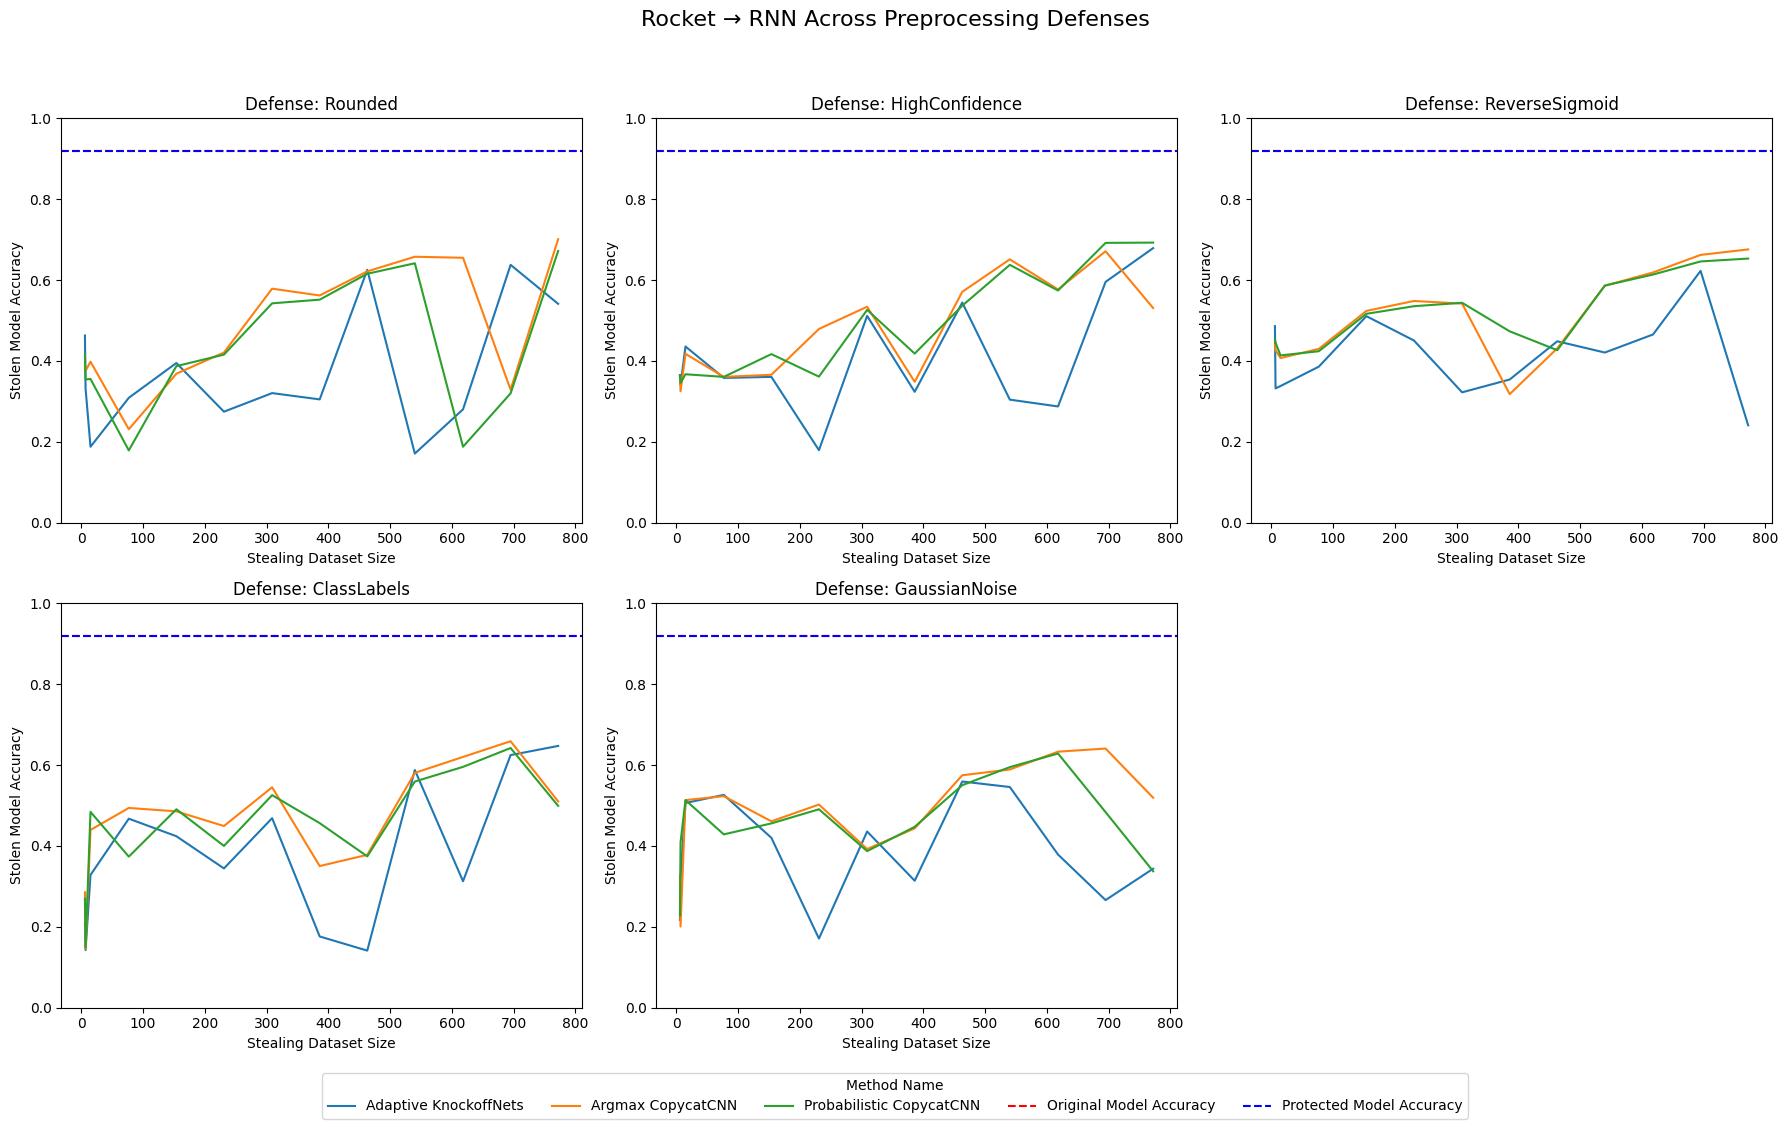 Rocket → RNN Across Preprocessing Defenses
Defense: Rounded
Stolen Model Accuracy
1.0
0.8
0.6
0.4
0.2
0.0
0 100 200 300 400 500 600 700 800
Stealing Dataset Size
Defense: HighConfidence
Stolen Model Accuracy
1.0
0.8
0.6
0.4
0.2
0.0
0 100 200 300 400 500 600 700 800
Stealing Dataset Size
Defense: ReverseSigmoid
Stolen Model Accuracy
1.0
0.8
0.6
0.4
0.2
0.0
0 100 200 300 400 500 600 700 800
Stealing Dataset Size
Defense: ClassLabels
Stolen Model Accuracy
1.0
0.8
0.6
0.4
0.2
0.0
0 100 200 300 400 500 600 700 800
Stealing Dataset Size
Defense: GaussianNoise
Stolen Model Accuracy
1.0
0.8
0.6
0.4
0.2
0.0
0 100 200 300 400 500 600 700 800
Stealing Dataset Size
Method Name
Adaptive KnockoffNets Argmax CopycatCNN Probabilistic CopycatCNN Original Model Accuracy Protected Model Accuracy